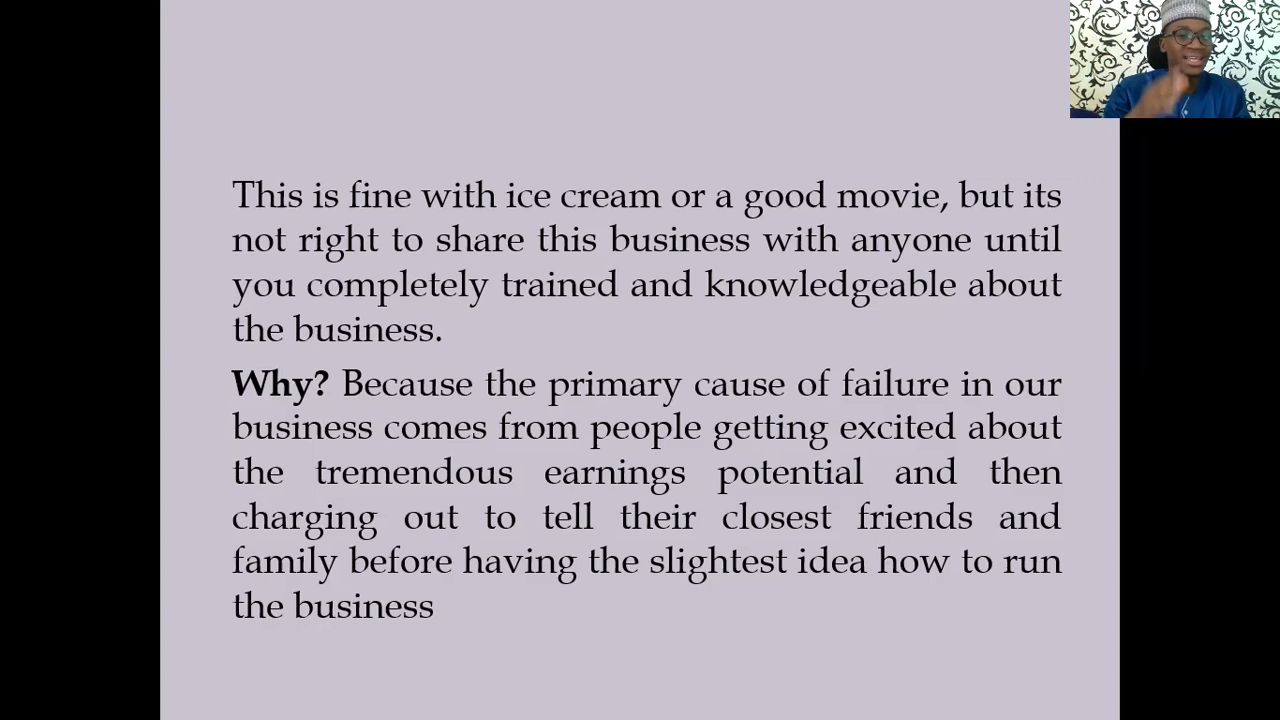 This is fine with ice cream or a good movie, but its
not right to share this business with anyone until
you completely trained and knowledgeable about
the business.
Why? Because the primary cause of failure in our
business comes from people getting excited about
the tremendous earnings potential and then
charging out to tell their closest friends and
family before having the slightest idea how to run
the business